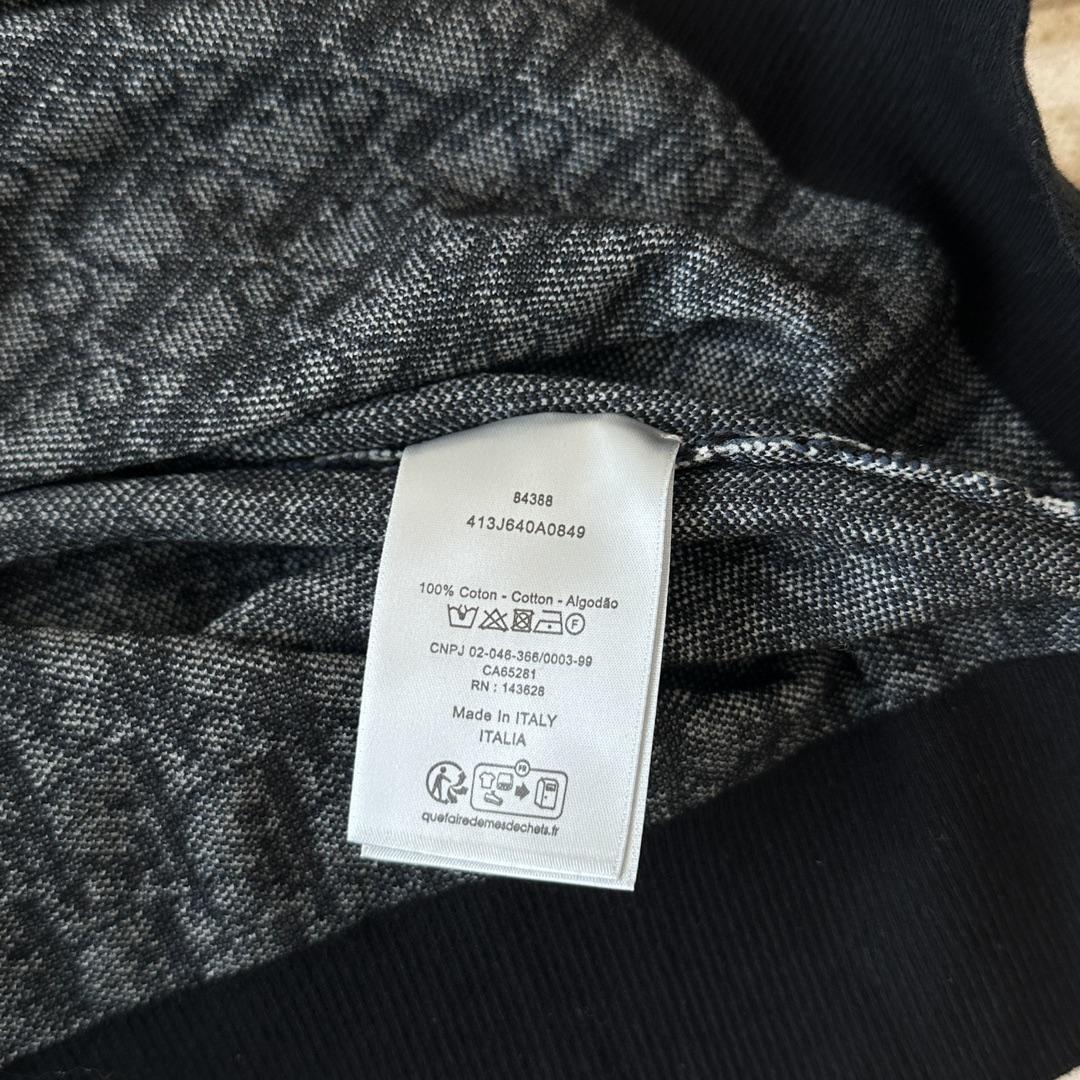 84388
413J640A0849
100% Coton - Cotton - Algodão
F
CNPJ 02-046-366/0003-99
CA65281
RN : 143628
Made In ITALY
ITALIA
FR
quefairedemesdechets.fr